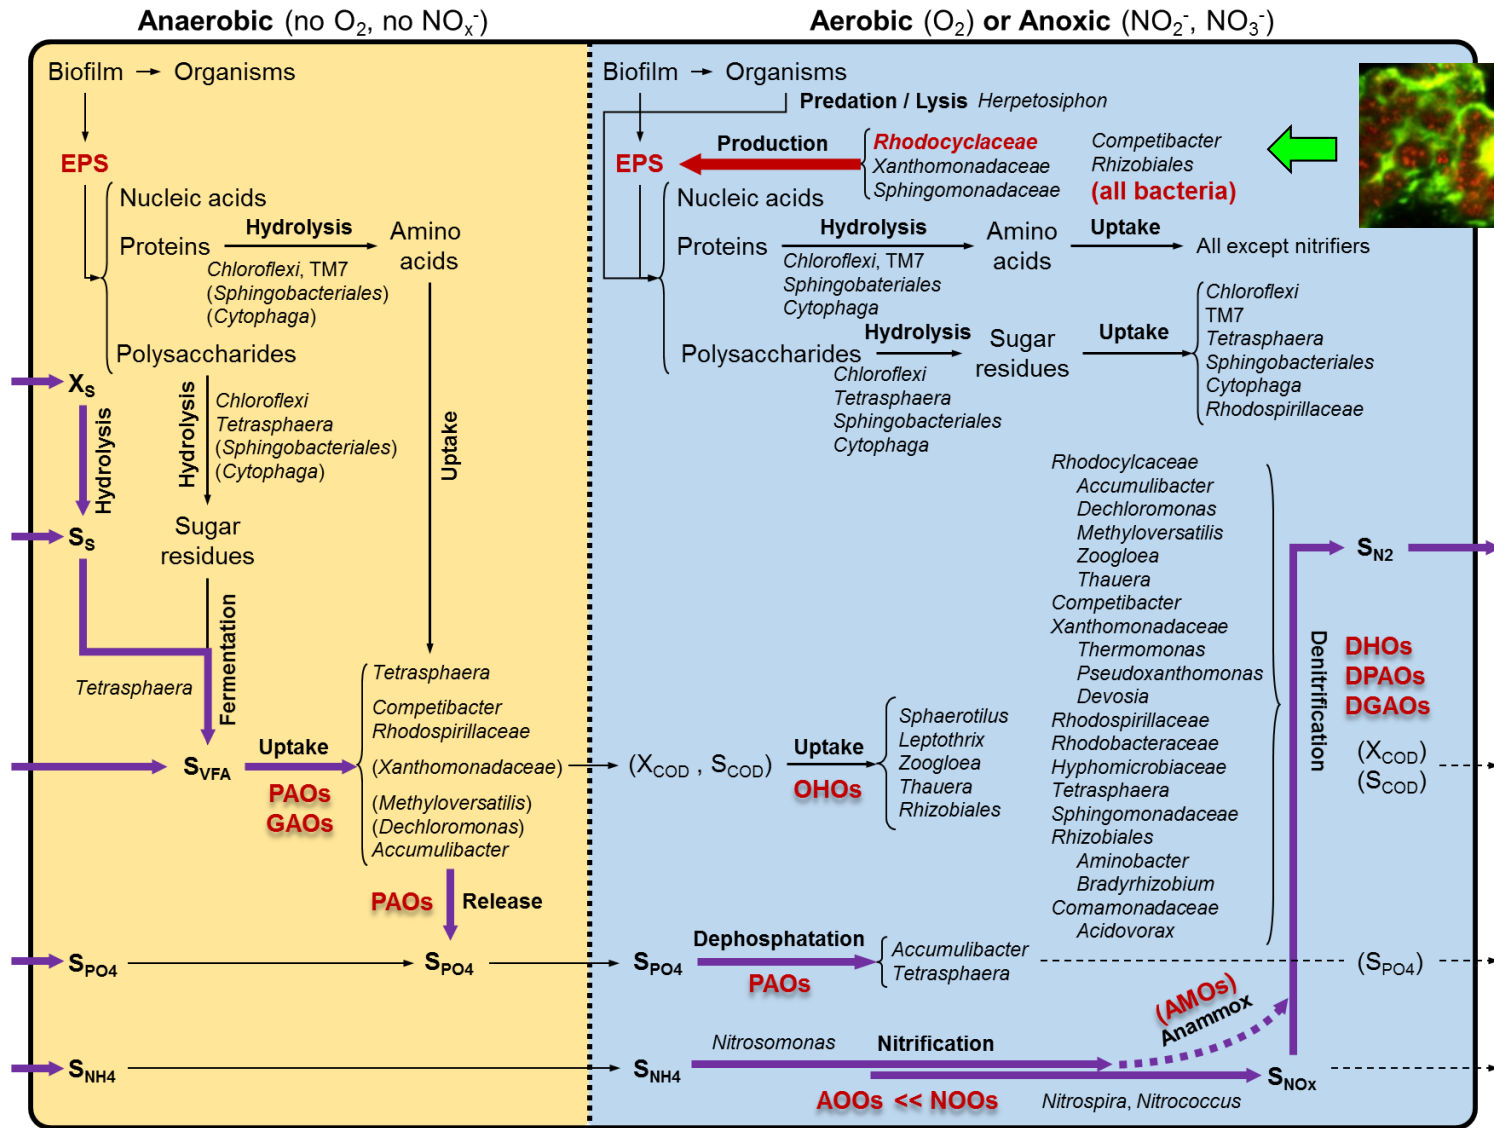 Anaerobic (no O2, no NOx-)
Biofilm → Organisms
EPS
Nucleic acids
Proteins
Hydrolysis
Amino
acids
Chloroflexi, TM7
(Sphingobacteriales)
(Cytophaga)
Polysaccharides
XS
Hydrolysis
Hydrolysis
Chloroflexi
Tetrasphaera
(Sphingobacteriales)
(Cytophaga)
Uptake
SS
Sugar
residues
Fermentation
Tetrasphaera
SVFA
Uptake
PAOs
GAOs
Tetrasphaera
Competibacter
Rhodospirillaceae
(Xanthomonadaceae)
(Methyloversatilis)
(Dechloromonas)
Accumulibacter
PAOs
Release
SPO4
SPO4
SNH4
Aerobic (O2) or Anoxic (NO2-, NO3-)
Biofilm → Organisms
Predation / Lysis Herpetosiphon
EPS
Production
Rhodocyclaceae
Xanthomonadaceae
Sphingomonadaceae
Competibacter
Rhizobiales
(all bacteria)
Nucleic acids
Proteins
Hydrolysis
Chloroflexi, TM7
Sphingobateriales
Cytophaga
Amino
acids
Uptake
All except nitrifiers
Polysaccharides
Hydrolysis
Chloroflexi
Tetrasphaera
Sphingobacteriales
Cytophaga
Sugar
residues
Uptake
Chloroflexi
TM7
Tetrasphaera
Sphingobacteriales
Cytophaga
Rhodospirillaceae
Rhodocylcaceae
Accumulibacter
Dechloromonas
Methyloversatilis
Zoogloea
Thauera
Competibacter
Xanthomonadaceae
Thermomonas
Pseudoxanthomonas
Devosia
Rhodospirillaceae
Rhodobacteraceae
Hyphomicrobiaceae
Tetrasphaera
Sphingomonadaceae
Rhizobiales
Aminobacter
Bradyrhizobium
Comamonadaceae
Acidovorax
(XCOD , SCOD)
Uptake
OHOs
Sphaerotilus
Leptothrix
Zoogloea
Thauera
Rhizobiales
Denitrification
SN2
DHOs
DPAOs
DGAOs
(XCOD)
(SCOD)
SPO4
Dephosphatation
PAOs
Accumulibacter
Tetrasphaera
(SPO4)
(AMOs)
Anammox
SNH4
Nitrosomonas
Nitrification
AOOs << NOOs
Nitrospira, Nitrococcus
SNOx